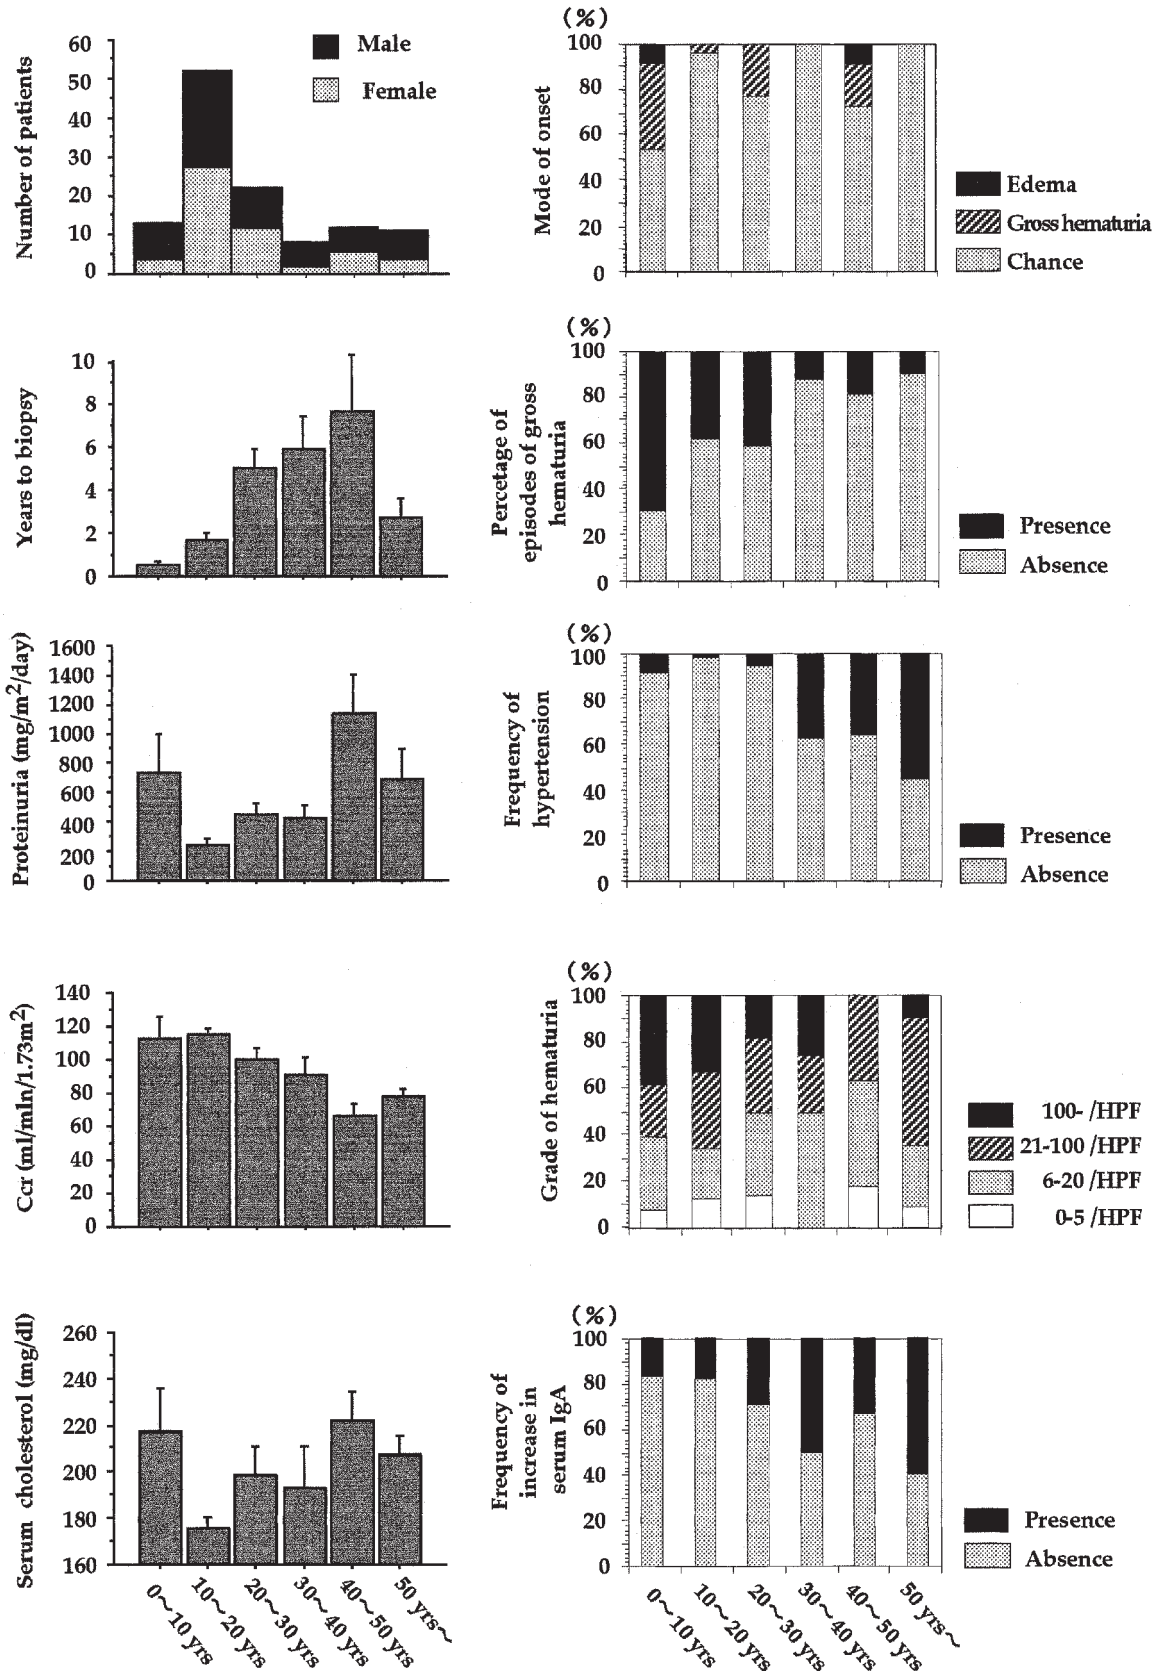 Number of patients
60
50
40
30
20
10
0
Male
Female
(%)
Mode of onset
100
80
60
40
20
0
Edema
Gross hematuria
Chance
Years to biopsy
10
8
6
4
2
0
(%)
Percetage of
episodes of gross
hematuria
100
80
60
40
20
0
Presence
Absence
Proteinuria (mg/m²/day)
1600
1400
1200
1000
800
600
400
200
0
(%)
Frequency of
hypertension
100
80
60
40
20
0
Presence
Absence
Ccr (ml/mln/1.73m²)
140
120
100
80
60
40
20
0
(%)
Grade of hematuria
100
80
60
40
20
0
100- /HPF
21-100 /HPF
6-20 /HPF
0-5 /HPF
Serum cholesterol (mg/dl)
260
240
220
200
180
160
0～10 yrs
10～20 yrs
20～30 yrs
30～40 yrs
40～50 yrs
50 yrs～
(%)
Frequency of
increase in
serum IgA
100
80
60
40
20
0
Presence
Absence
0～10 yrs
10～20 yrs
20～30 yrs
30～40 yrs
40～50 yrs
50 yrs～